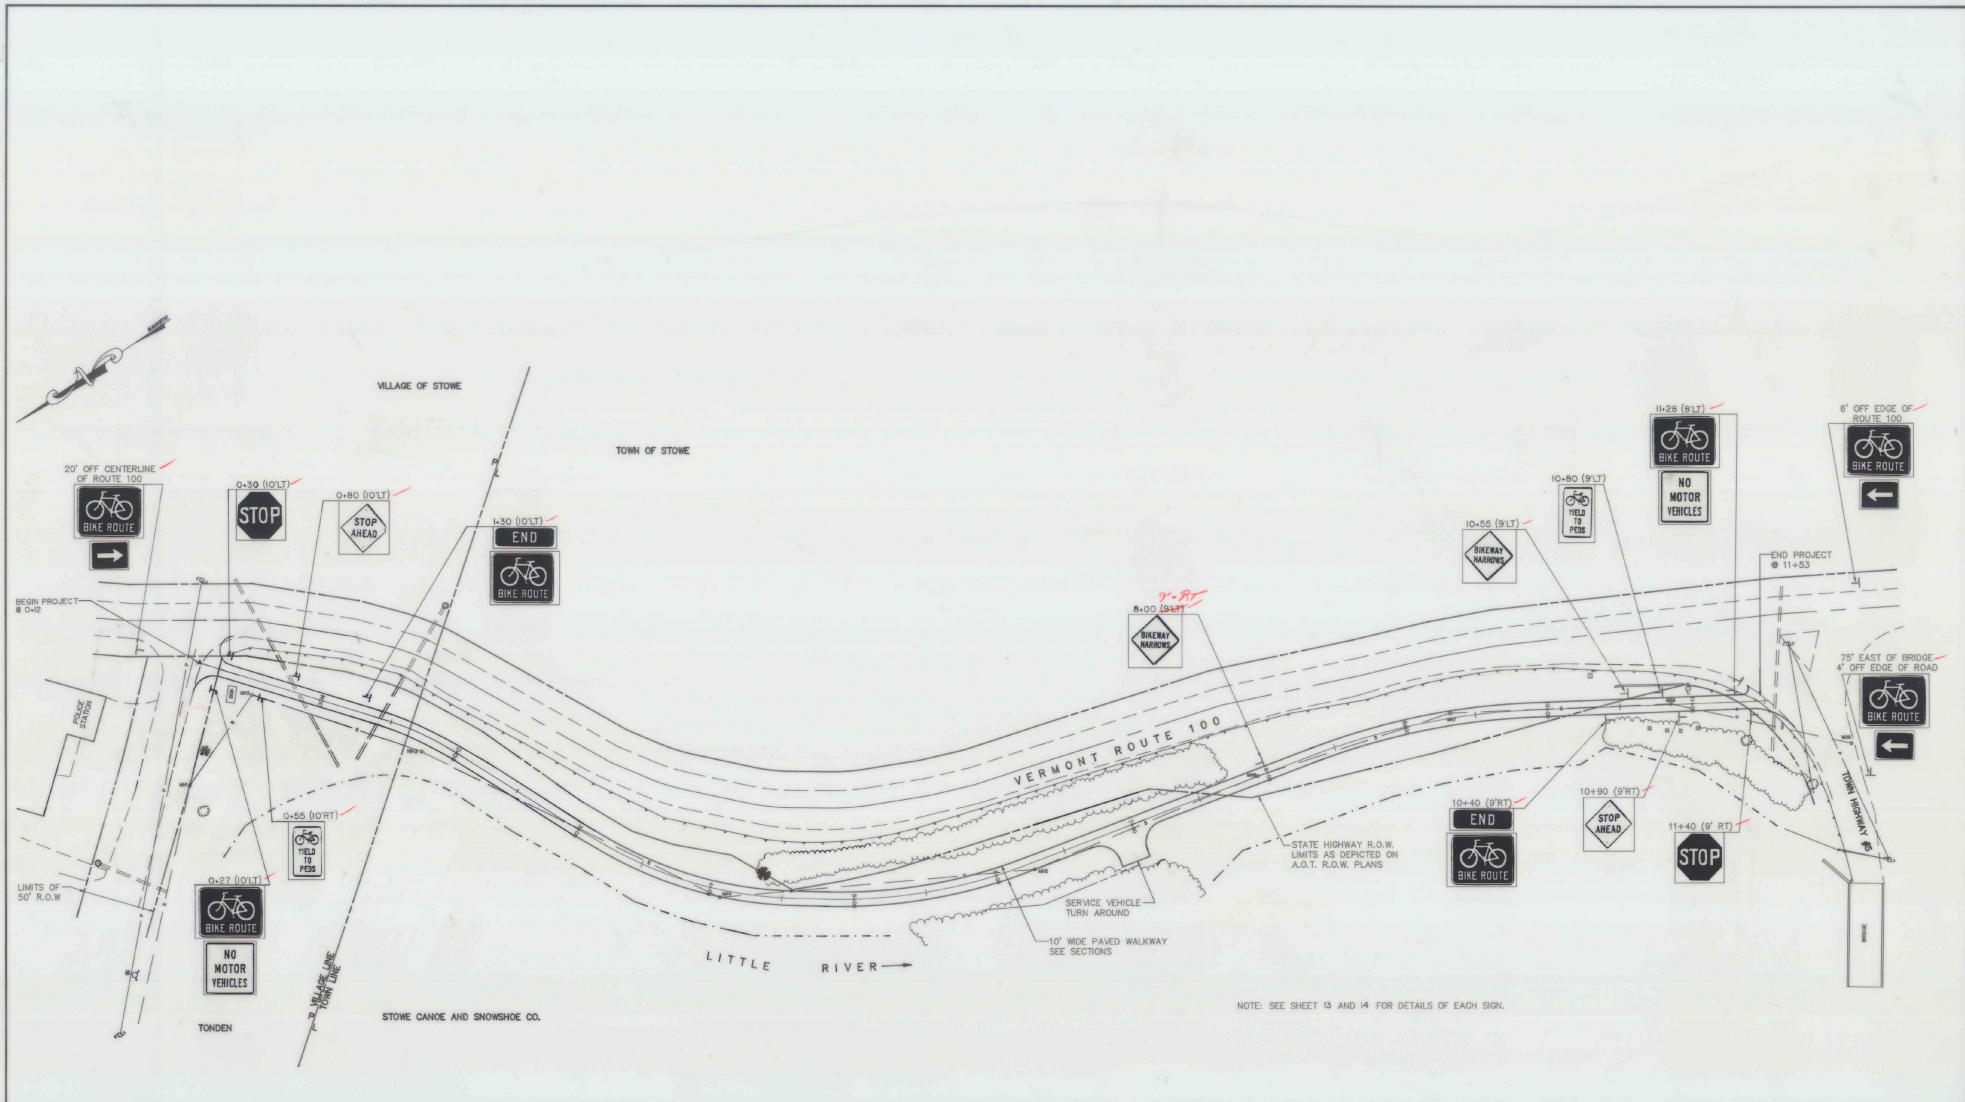 VILLAGE OF STOWE
TOWN OF STOWE
20' OFF CENTERLINE
OF ROUTE 100
BIKE ROUTE
0+30 (10'LT)
STOP
0+80 (10'LT)
STOP
AHEAD
1+30 (10'LT)
END
BIKE ROUTE
BEGIN PROJECT
@ 0+12
POLICE
STATION
LIMITS OF
50' R.O.W
0+55 (10'RT)
YIELD
TO
PEDS
0+27 (10'LT)
BIKE ROUTE
NO
MOTOR
VEHICLES
TONDEN
VILLAGE LINE
TOWN LINE
P
L
P
L
STOWE CANOE AND SNOWSHOE CO.
LITTLE RIVER
VERMONT ROUTE 100
9'-RT
8+00 (9'LT)
BIKEWAY
NARROWS
SERVICE VEHICLE
TURN AROUND
10' WIDE PAVED WALKWAY
SEE SECTIONS
STATE HIGHWAY R.O.W.
LIMITS AS DEPICTED ON
A.O.T. R.O.W. PLANS
10+55 (9'LT)
BIKEWAY
NARROWS
10+80 (9'LT)
YIELD
TO
PEDS
11+28 (8'LT)
BIKE ROUTE
NO
MOTOR
VEHICLES
6' OFF EDGE OF
ROUTE 100
BIKE ROUTE
END PROJECT
@ 11+53
75' EAST OF BRIDGE
4' OFF EDGE OF ROAD
BIKE ROUTE
10+40 (9'RT)
END
BIKE ROUTE
10+90 (9'RT)
STOP
AHEAD
11+40 (9' RT)
STOP
TOWN HIGHWAY #5
BRIDGE
NOTE: SEE SHEET 13 AND 14 FOR DETAILS OF EACH SIGN.